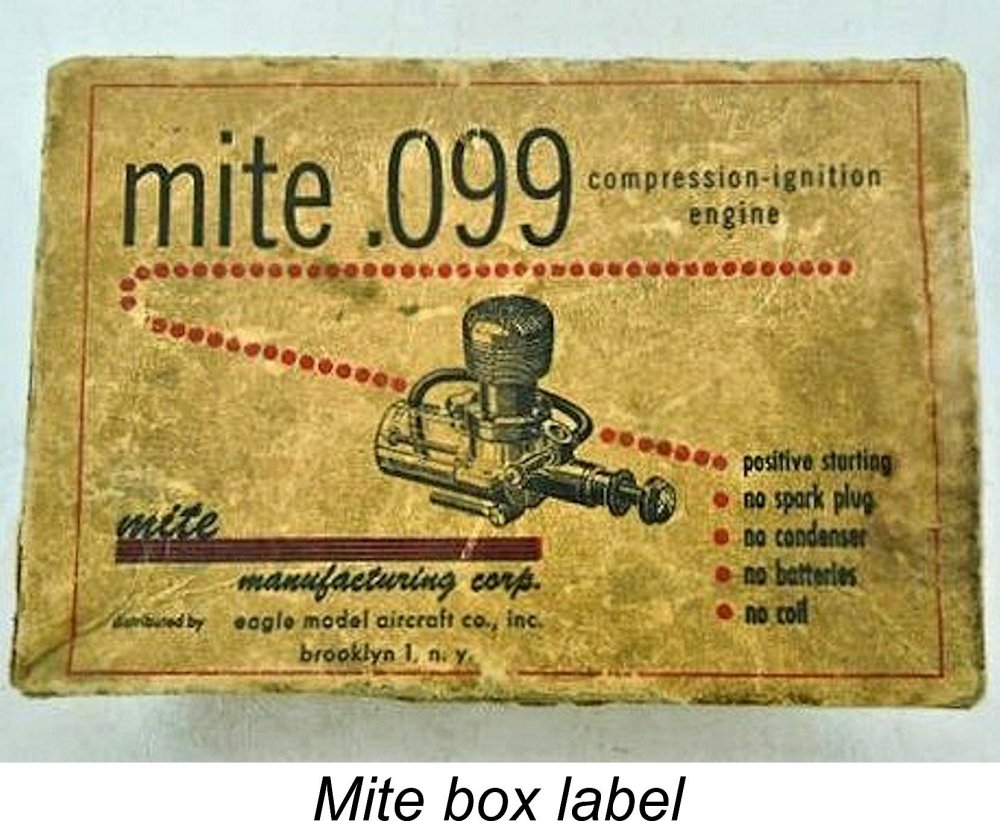 mite .099
compression-ignition
engine
positive starting
no spark plug
no condenser
no batteries
no coil
mite
manufacturing corp.
distributed by eagle model aircraft co., inc.
brooklyn 1, n. y.
Mite box label